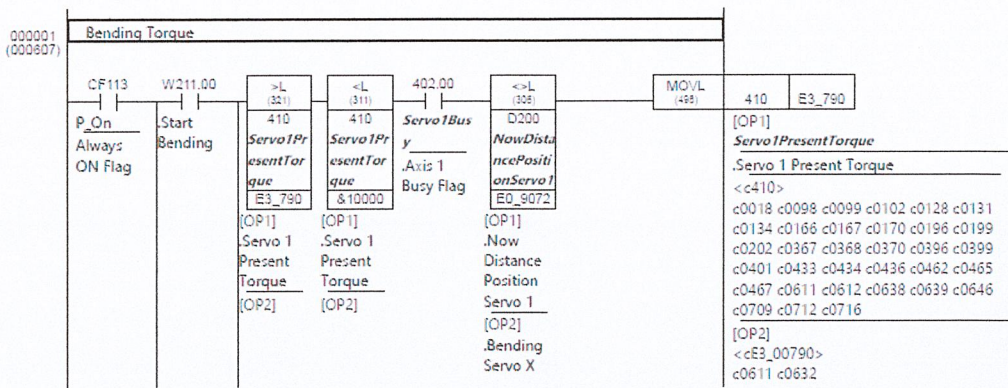 000001
(000607)
Bending Torque
CF113
P_On
Always
ON Flag
W211.00
.Start
Bending
>L
(321)
410
Servo1Pr
esentTor
que
E3_790
[OP1]
.Servo 1
Present
Torque
[OP2]
<L
(311)
410
Servo1Pr
esentTor
que
&10000
[OP1]
.Servo 1
Present
Torque
[OP2]
402.00
Servo1Bus
y
.Axis 1
Busy Flag
<>L
(306)
D200
NowDista
ncePositi
onServo1
E0_9072
[OP1]
.Now
Distance
Position
Servo 1
[OP2]
.Bending
Servo X
MOVL
(498)
410 E3_790
[OP1]
Servo1PresentTorque
.Servo 1 Present Torque
<c410>
c0018 c0098 c0099 c0102 c0128 c0131
c0134 c0166 c0167 c0170 c0196 c0199
c0202 c0367 c0368 c0370 c0396 c0399
c0401 c0433 c0434 c0436 c0462 c0465
c0467 c0611 c0612 c0638 c0639 c0646
c0709 c0712 c0716
[OP2]
<cE3_00790>
c0611 c0632